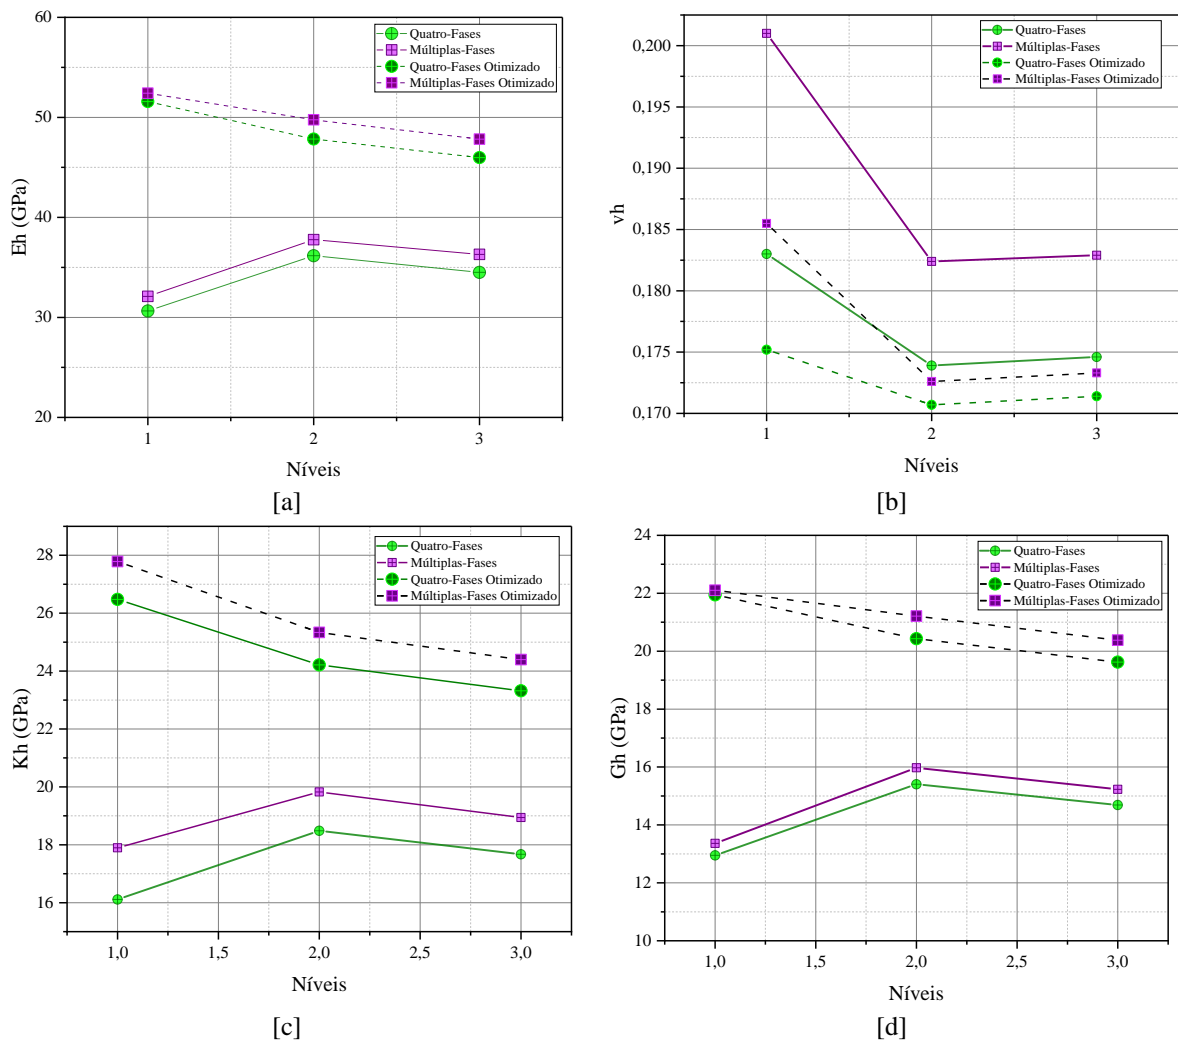 60
50
40
30
20
Eh (GPa)
Quatro-Fases
Múltiplas-Fases
Quatro-Fases Otimizado
Múltiplas-Fases Otimizado
1
2
3
Níveis
[a]
0,200
0,195
0,190
0,185
0,180
0,175
0,170
vh
Quatro-Fases
Múltiplas-Fases
Quatro-Fases Otimizado
Múltiplas-Fases Otimizado
1
2
3
Níveis
[b]
28
26
24
22
20
18
16
Kh (GPa)
Quatro-Fases
Múltiplas-Fases
Quatro-Fases Otimizado
Múltiplas-Fases Otimizado
1,0
1,5
2,0
2,5
3,0
Níveis
[c]
24
22
20
18
16
14
12
10
Gh (GPa)
Quatro-Fases
Múltiplas-Fases
Quatro-Fases Otimizado
Múltiplas-Fases Otimizado
1,0
1,5
2,0
2,5
3,0
Níveis
[d]